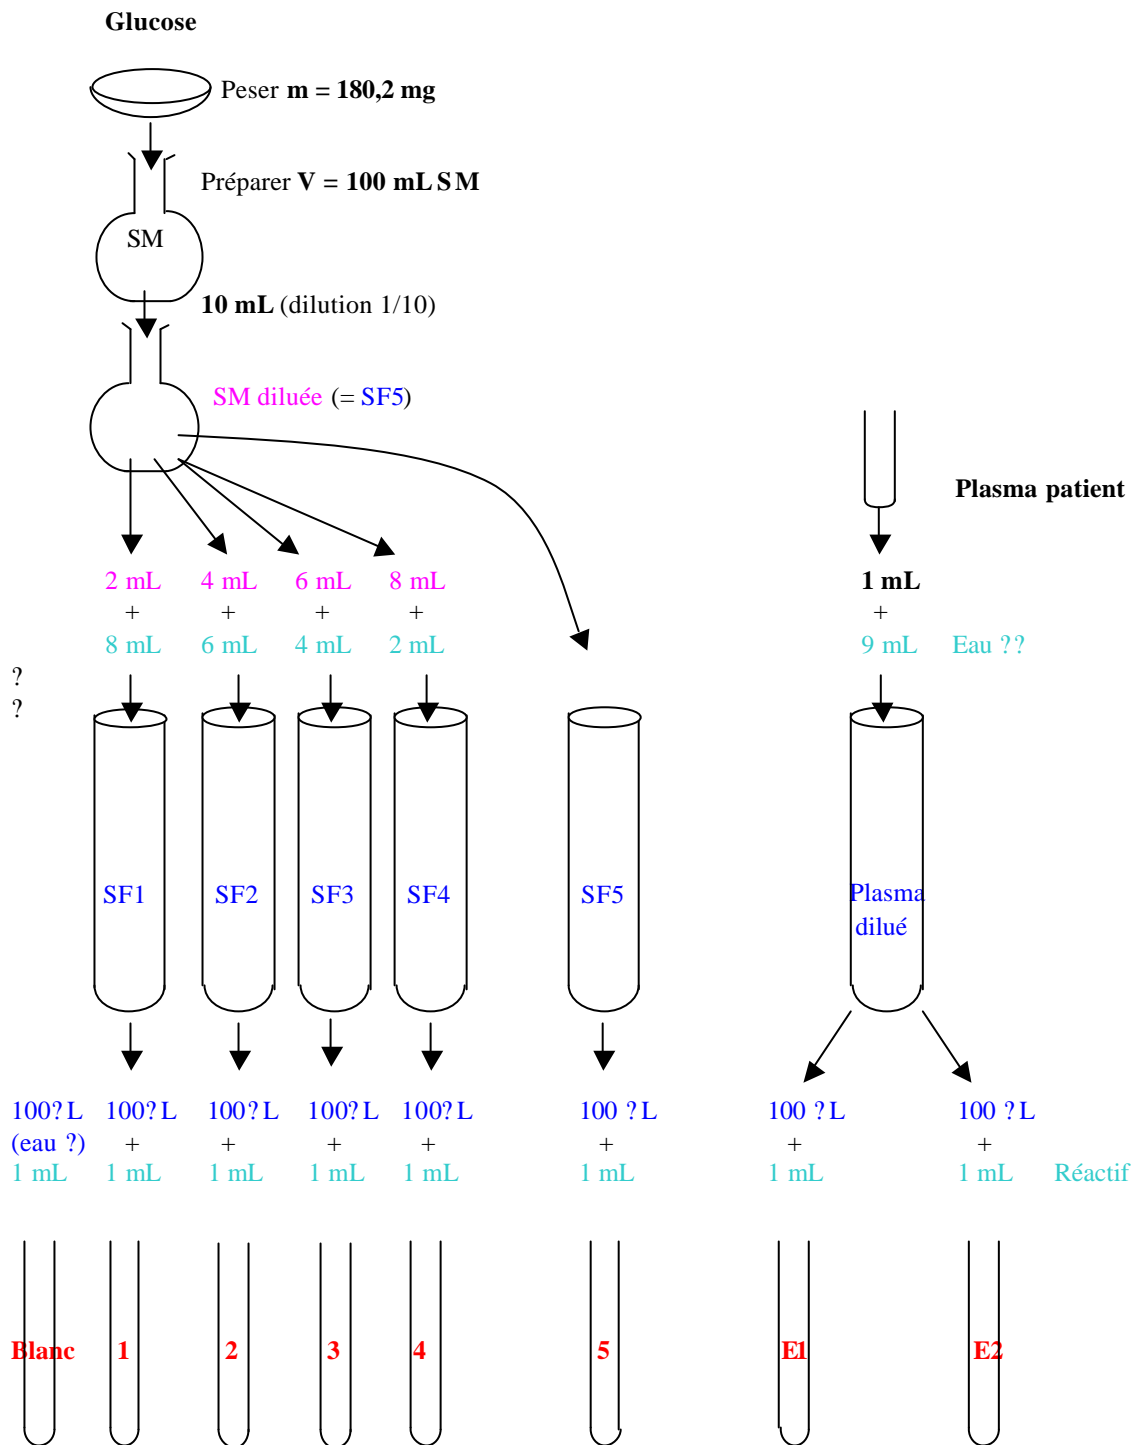 Glucose
Peser m = 180,2 mg
Préparer V = 100 mL SM
SM
10 mL (dilution 1/10)
SM diluée (= SF5)
Plasma patient
2 mL 4 mL 6 mL 8 mL 1 mL
+ + + + +
8 mL 6 mL 4 mL 2 mL 9 mL Eau ??
?
?
SF1 SF2 SF3 SF4 SF5 Plasma
dilué
100?L 100?L 100?L 100?L 100?L 100 ?L 100 ?L 100 ?L
(eau ?) + + + + + + +
1 mL 1 mL 1 mL 1 mL 1 mL 1 mL 1 mL 1 mL Réactif
Blanc 1 2 3 4 5 E1 E2